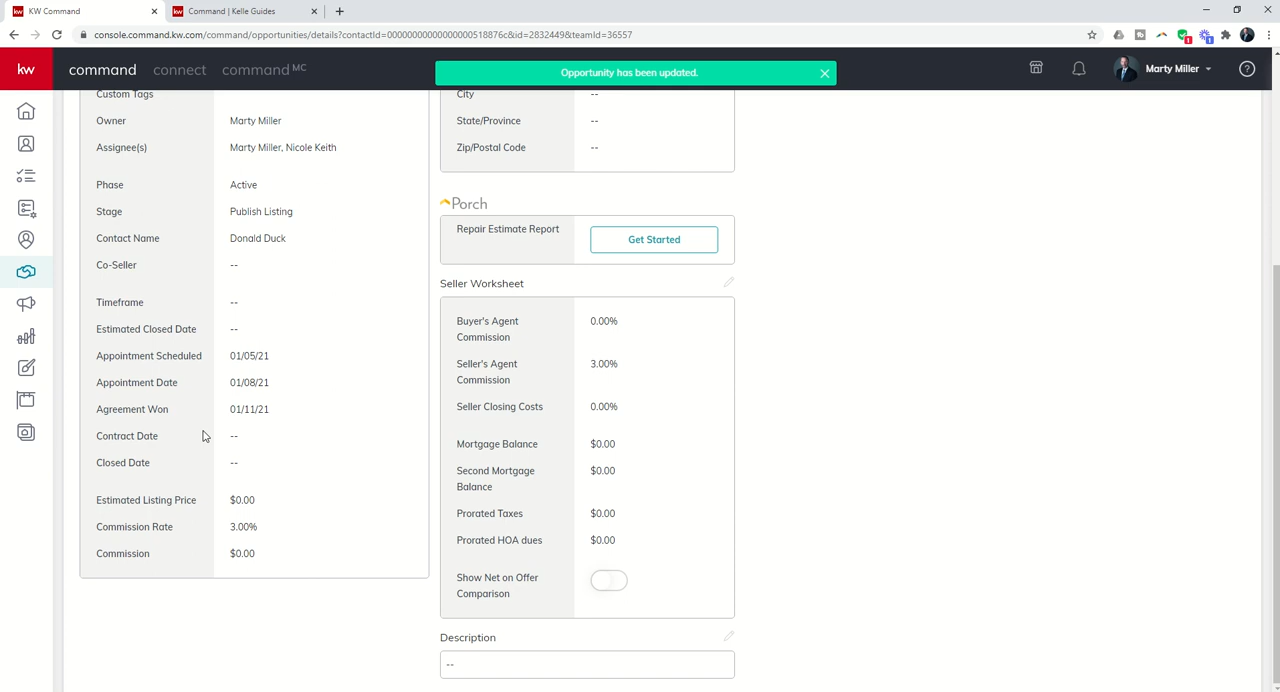 kw KW Command
kw Command | Kelle Guides
console.command.kw.com/command/opportunities/details?contactId=0000000000000000518876c&id=2832449&teamId=36557
kw
command
connect
command MC
Opportunity has been updated.
Marty Miller
Custom Tags
Owner Marty Miller
Assignee(s) Marty Miller, Nicole Keith
Phase Active
Stage Publish Listing
Contact Name Donald Duck
Co-Seller --
Timeframe --
Estimated Closed Date --
Appointment Scheduled 01/05/21
Appointment Date 01/08/21
Agreement Won 01/11/21
Contract Date --
Closed Date --
Estimated Listing Price $0.00
Commission Rate 3.00%
Commission $0.00
City --
State/Province --
Zip/Postal Code --
Porch
Repair Estimate Report Get Started
Seller Worksheet
Buyer's Agent 0.00%
Commission
Seller's Agent 3.00%
Commission
Seller Closing Costs 0.00%
Mortgage Balance $0.00
Second Mortgage $0.00
Balance
Prorated Taxes $0.00
Prorated HOA dues $0.00
Show Net on Offer
Comparison
Description
--